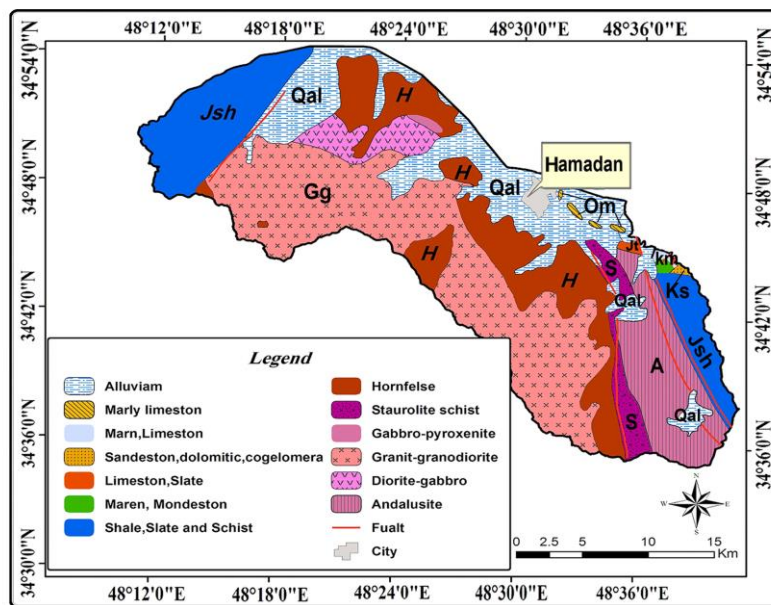 48°12'0"E
48°18'0"E
48°24'0"E
48°30'0"E
48°36'0"E
34°54'0"N
34°48'0"N
34°42'0"N
34°36'0"N
34°30'0"N
34°54'0"N
34°48'0"N
34°42'0"N
34°36'0"N
Jsh
Qal
H
Gg
H
Qal
Hamadan
Om
H
H
S
Jt
km
Ks
Qal
Jsh
A
S
Qal
Legend
Alluviam
Marly limeston
Marn,Limeston
Sandeston,dolomitic,cogelomera
Limeston,Slate
Maren, Mondeston
Shale,Slate and Schist
Hornfelse
Staurolite schist
Gabbro-pyroxenite
Granit-granodiorite
Diorite-gabbro
Andalusite
Fualt
City
N
W E
S
0 2.5 5 10 15
Km
48°12'0"E
48°18'0"E
48°24'0"E
48°30'0"E
48°36'0"E